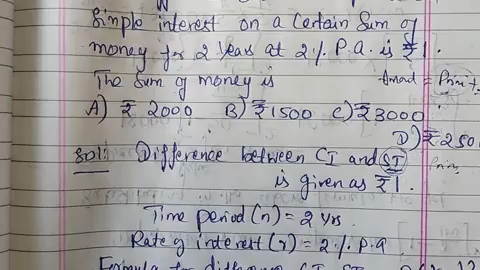 Simple interest on a Certain Sum of
money for 2 Years at 2% P.A. is ₹1.
The Sum of money is
Amount =
A) ₹ 2000 B) ₹1500 C) ₹3000
D) ₹250
Sol: Difference between CI and SI
is given as ₹1.
Time period (n) = 2 yrs.
Rate of interest (r) = 2% P.A